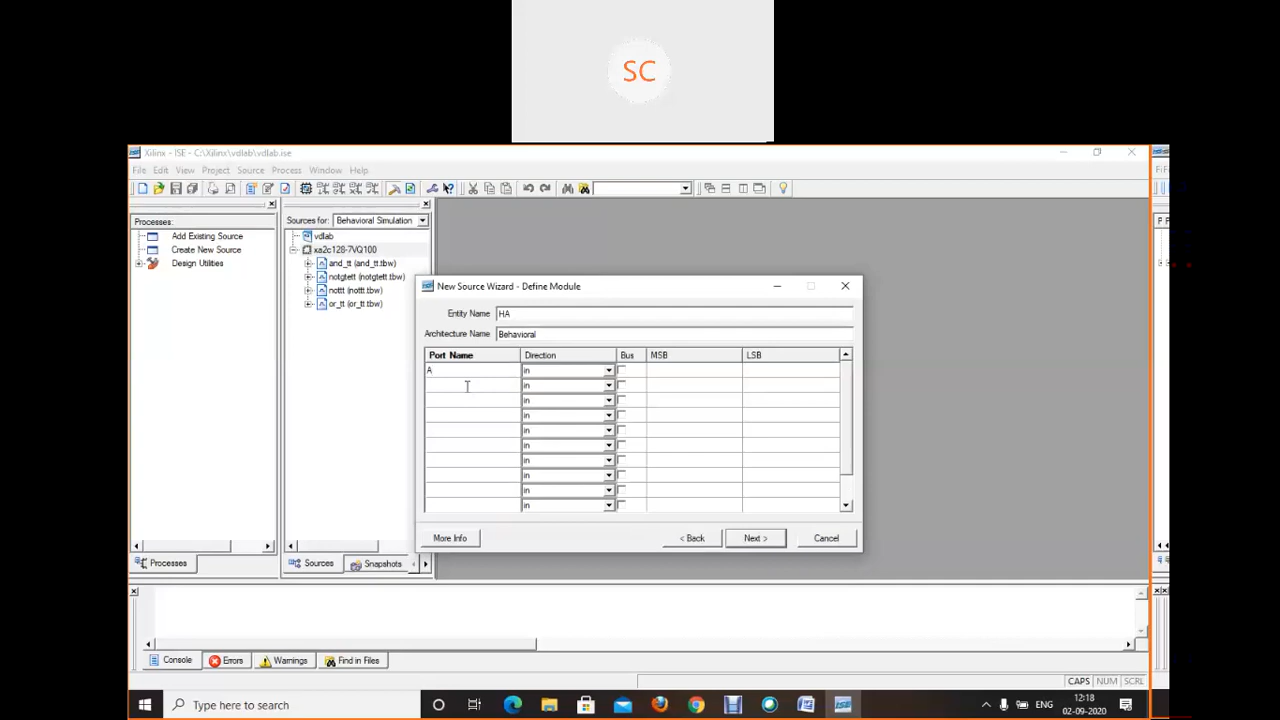 SC
Xilinx - ISE - C:\Xilinx\vdlab\vdlab.ise
File Edit View Project Source Process Window Help
Processes:
Add Existing Source
Create New Source
Design Utilities
Sources for: Behavioral Simulation
vdlab
xa2c128-7VQ100
and_tt (and_tt.tbw)
notgtett (notgtett.tbw)
nottt (nottt.tbw)
or_tt (or_tt.tbw)
New Source Wizard - Define Module
Entity Name HA
Architecture Name Behavioral
Port Name Direction Bus MSB LSB
A in
in
in
in
in
in
in
in
in
in
More Info < Back Next > Cancel
Processes Sources Snapshots
Console Errors Warnings Find in Files
CAPS NUM SCRL
Type here to search
ENG
12:18
02-09-2020